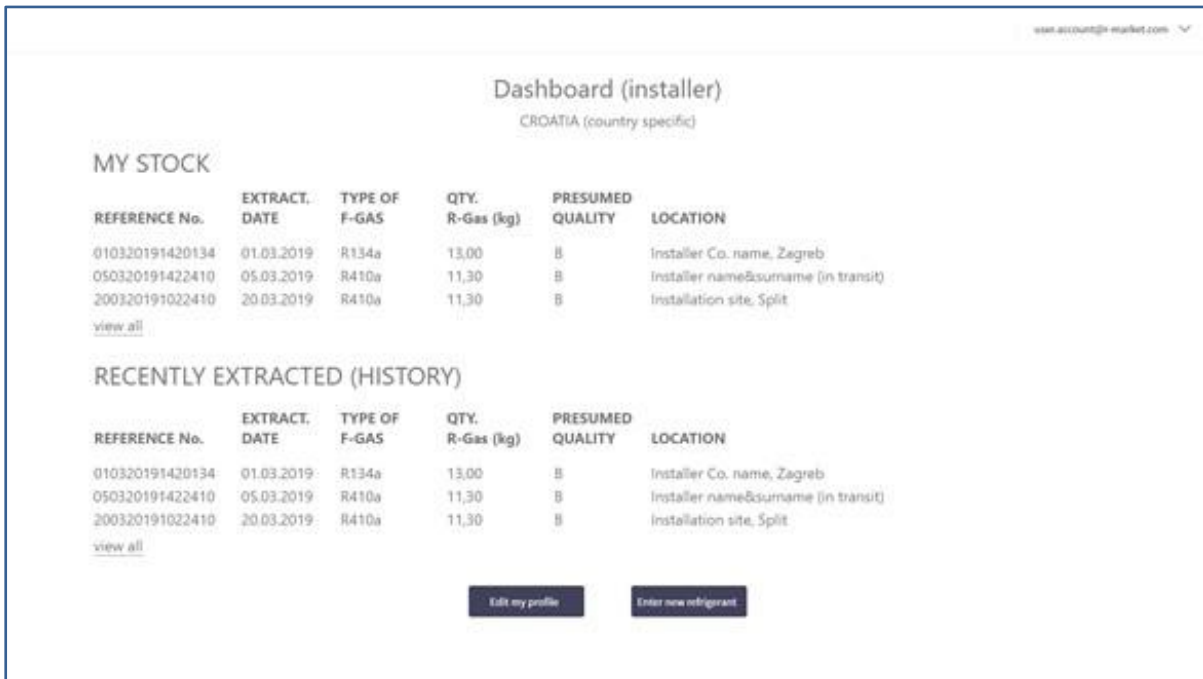 user.account@r-market.com
Dashboard (installer)
CROATIA (country specific)
MY STOCK
EXTRACT. TYPE OF QTY. PRESUMED
REFERENCE No. DATE F-GAS R-Gas (kg) QUALITY LOCATION
010320191420134 01.03.2019 R134a 13,00 B Installer Co. name, Zagreb
050320191422410 05.03.2019 R410a 11,30 B Installer name&surname (in transit)
200320191022410 20.03.2019 R410a 11,30 B Installation site, Split
view all
RECENTLY EXTRACTED (HISTORY)
EXTRACT. TYPE OF QTY. PRESUMED
REFERENCE No. DATE F-GAS R-Gas (kg) QUALITY LOCATION
010320191420134 01.03.2019 R134a 13,00 B Installer Co. name, Zagreb
050320191422410 05.03.2019 R410a 11,30 B Installer name&surname (in transit)
200320191022410 20.03.2019 R410a 11,30 B Installation site, Split
view all
Edit my profile Enter new refrigerant